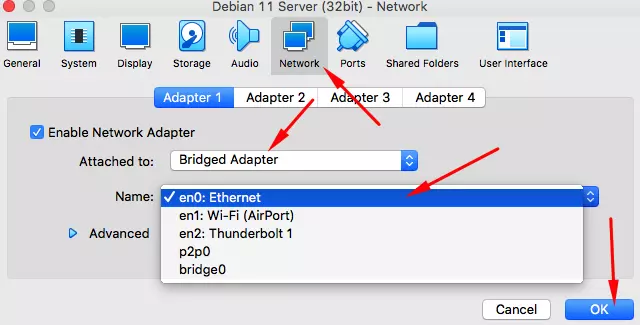 Debian 11 Server (32bit) - Network
General System Display Storage Audio Network Ports Shared Folders User Interface
Adapter 1 Adapter 2 Adapter 3 Adapter 4
Enable Network Adapter
Attached to: Bridged Adapter
Name: ✓ en0: Ethernet
en1: Wi-Fi (AirPort)
Advanced en2: Thunderbolt 1
p2p0
bridge0
Cancel OK